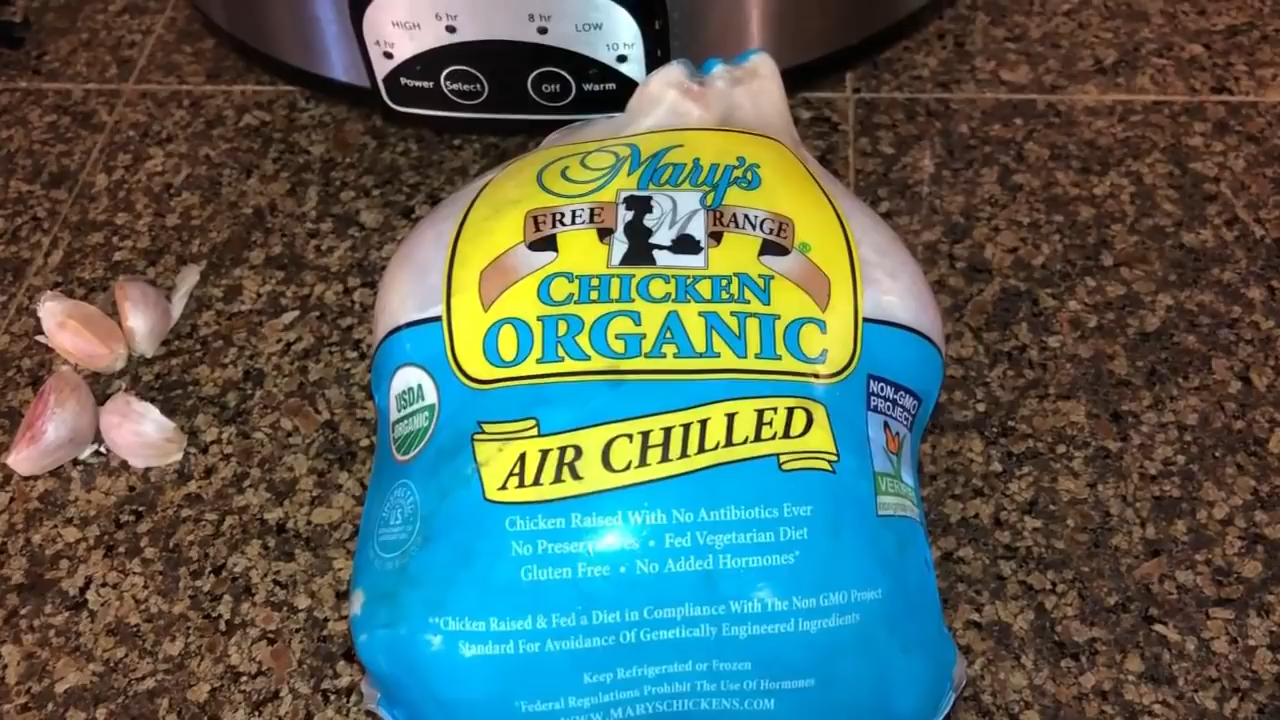 HIGH 6 hr 8 hr LOW
4 hr 10 hr
Power Select Off Warm
Mary's
FREE M RANGE
®
CHICKEN
ORGANIC
USDA
ORGANIC
NON-GMO
PROJECT
VERIFIED
AIR CHILLED
INSPECTED
U.S.
Chicken Raised With No Antibiotics Ever
No Preservatives • Fed Vegetarian Diet
Gluten Free • No Added Hormones*
**Chicken Raised & Fed a Diet in Compliance With The Non GMO Project
Standard For Avoidance Of Genetically Engineered Ingredients
Keep Refrigerated or Frozen
*Federal Regulations Prohibit The Use Of Hormones
WWW.MARYSCHICKENS.COM